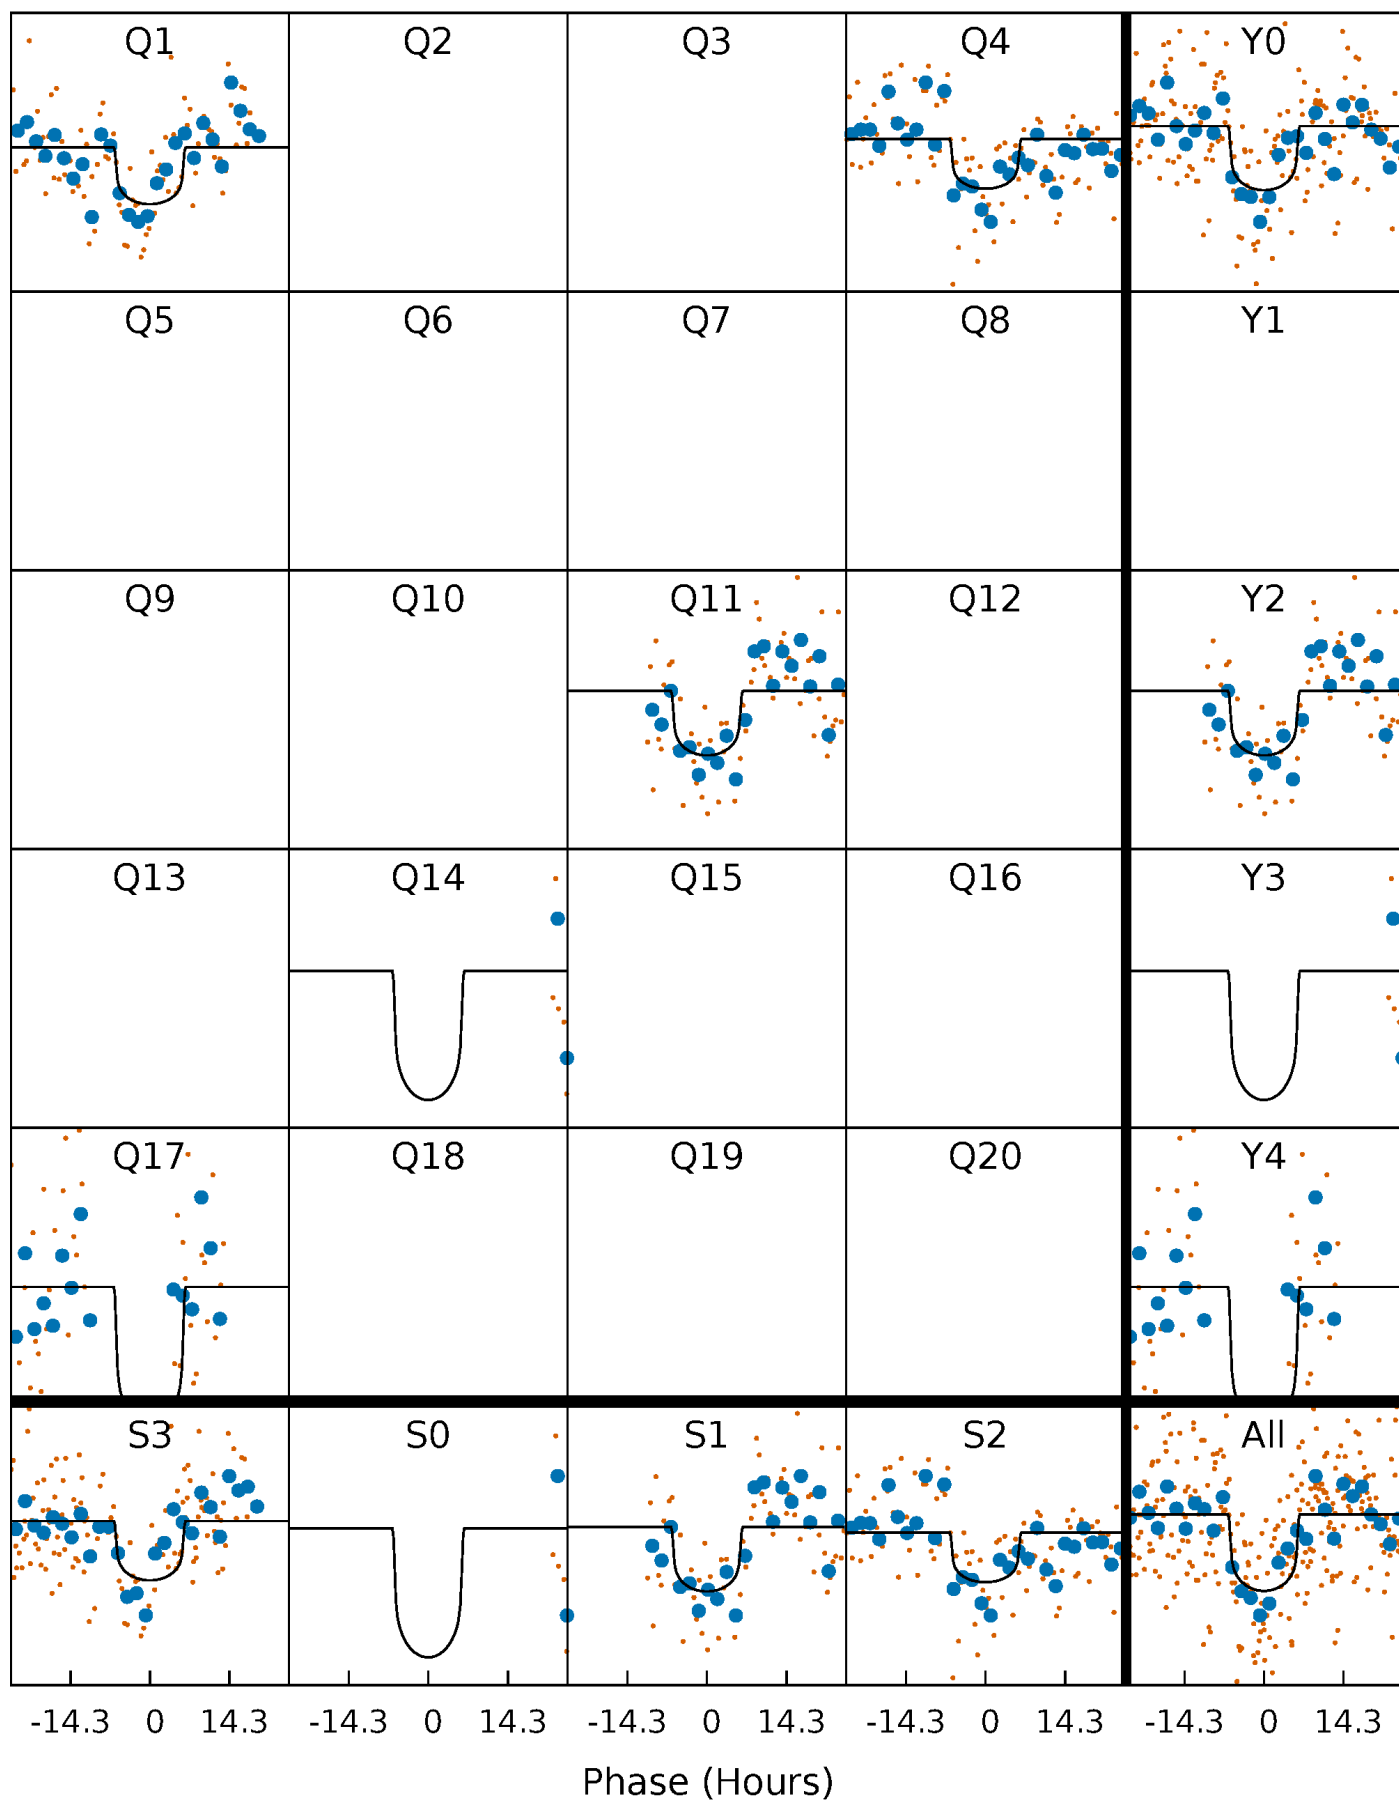 Q1 Q2 Q3 Q4 Y0
Q5 Q6 Q7 Q8 Y1
Q9 Q10 Q11 Q12 Y2
Q13 Q14 Q15 Q16 Y3
Q17 Q18 Q19 Q20 Y4
S3 S0 S1 S2 All
-14.3 0 14.3 -14.3 0 14.3 -14.3 0 14.3 -14.3 0 14.3 -14.3 0 14.3
Phase (Hours)